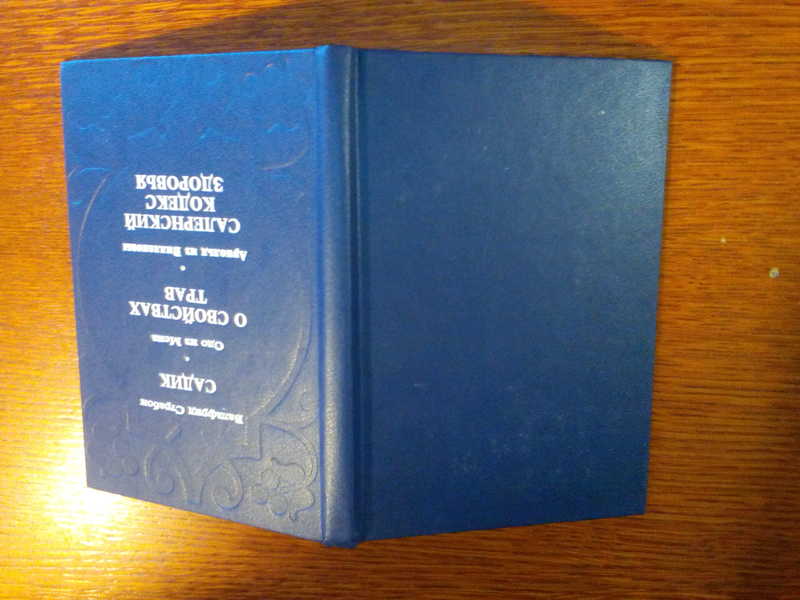 Валафрид Страбон
САДИК
Одо из Мена
О СВОЙСТВАХ
ТРАВ
Арнольд из Виллановы
САЛЕРНСКИЙ
КОДЕКС
ЗДОРОВЬЯ